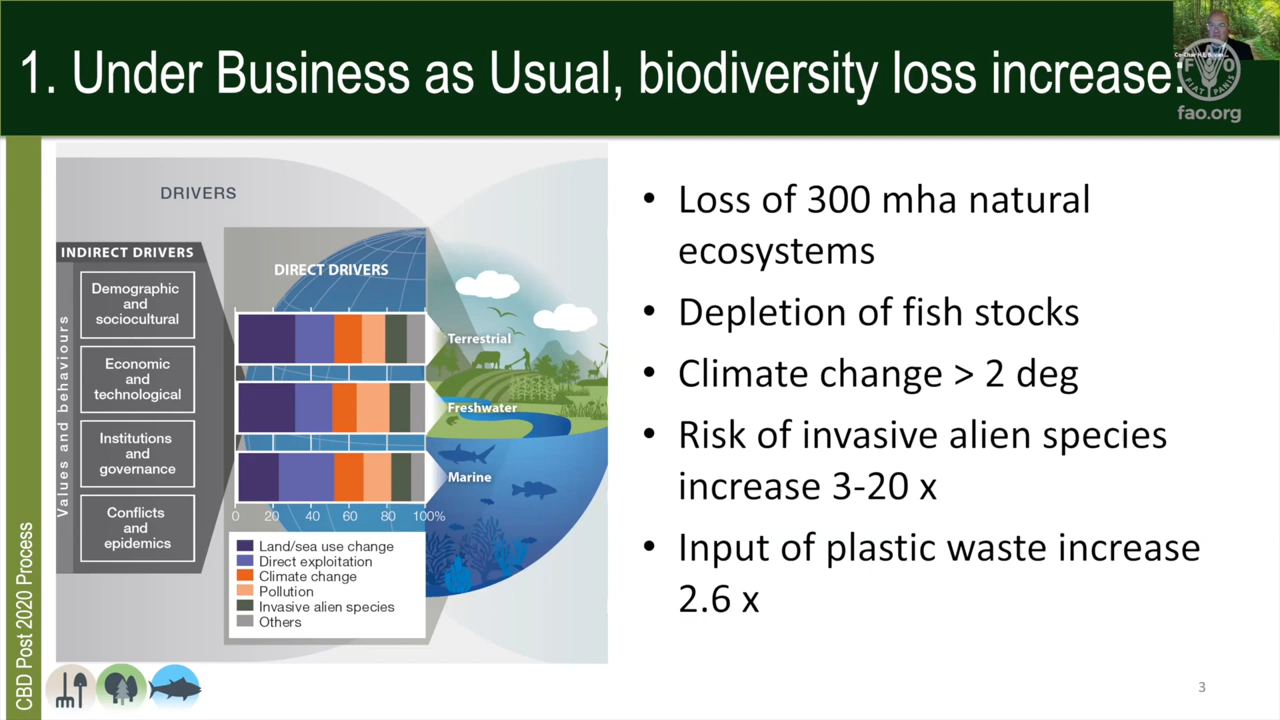 1. Under Business as Usual, biodiversity loss increase:
FAO
FIAT PANIS
fao.org
DRIVERS
INDIRECT DRIVERS
Values and behaviours
Demographic
and
sociocultural
Economic
and
technological
Institutions
and
governance
Conflicts
and
epidemics
DIRECT DRIVERS
Terrestrial
Freshwater
Marine
0 20 40 60 80 100%
Land/sea use change
Direct exploitation
Climate change
Pollution
Invasive alien species
Others
• Loss of 300 mha natural
ecosystems
• Depletion of fish stocks
• Climate change > 2 deg
• Risk of invasive alien species
increase 3-20 x
• Input of plastic waste increase
2.6 x
CBD Post 2020 Process
3